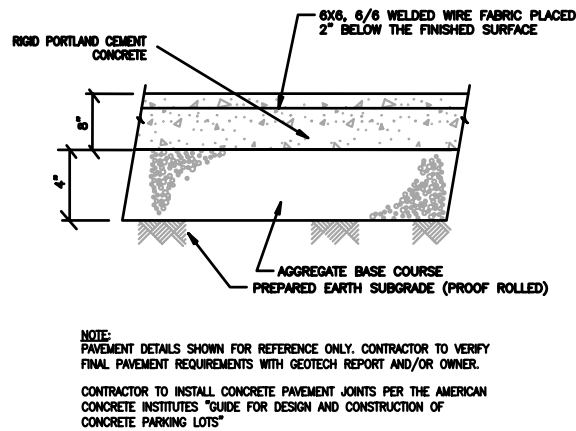 6X6, 6/6 WELDED WIRE FABRIC PLACED
2" BELOW THE FINISHED SURFACE
RIGID PORTLAND CEMENT
CONCRETE
6"
4"
AGGREGATE BASE COURSE
PREPARED EARTH SUBGRADE (PROOF ROLLED)
NOTE:
PAVEMENT DETAILS SHOWN FOR REFERENCE ONLY. CONTRACTOR TO VERIFY
FINAL PAVEMENT REQUIREMENTS WITH GEOTECH REPORT AND/OR OWNER.
CONTRACTOR TO INSTALL CONCRETE PAVEMENT JOINTS PER THE AMERICAN
CONCRETE INSTITUTES "GUIDE FOR DESIGN AND CONSTRUCTION OF
CONCRETE PARKING LOTS"